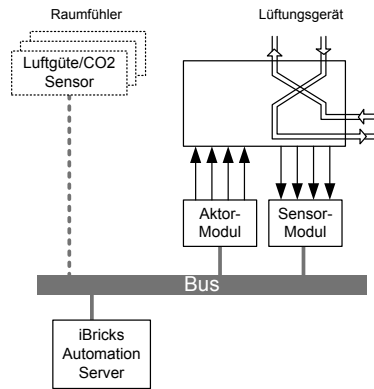 Raumfühler
Lüftungsgerät
Luftgüte/CO2
Sensor
Aktor-
Modul
Sensor-
Modul
Bus
iBricks
Automation
Server